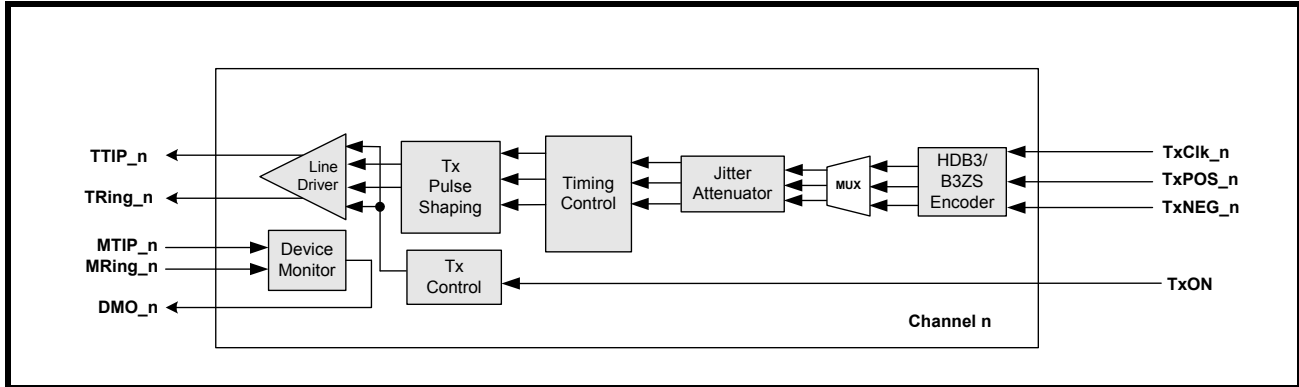 TTIP_n
TRing_n
MTIP_n
MRing_n
DMO_n
Line
Driver
Device
Monitor
Tx
Pulse
Shaping
Tx
Control
Timing
Control
Jitter
Attenuator
MUX
HDB3/
B3ZS
Encoder
TxClk_n
TxPOS_n
TxNEG_n
TxON
Channel n